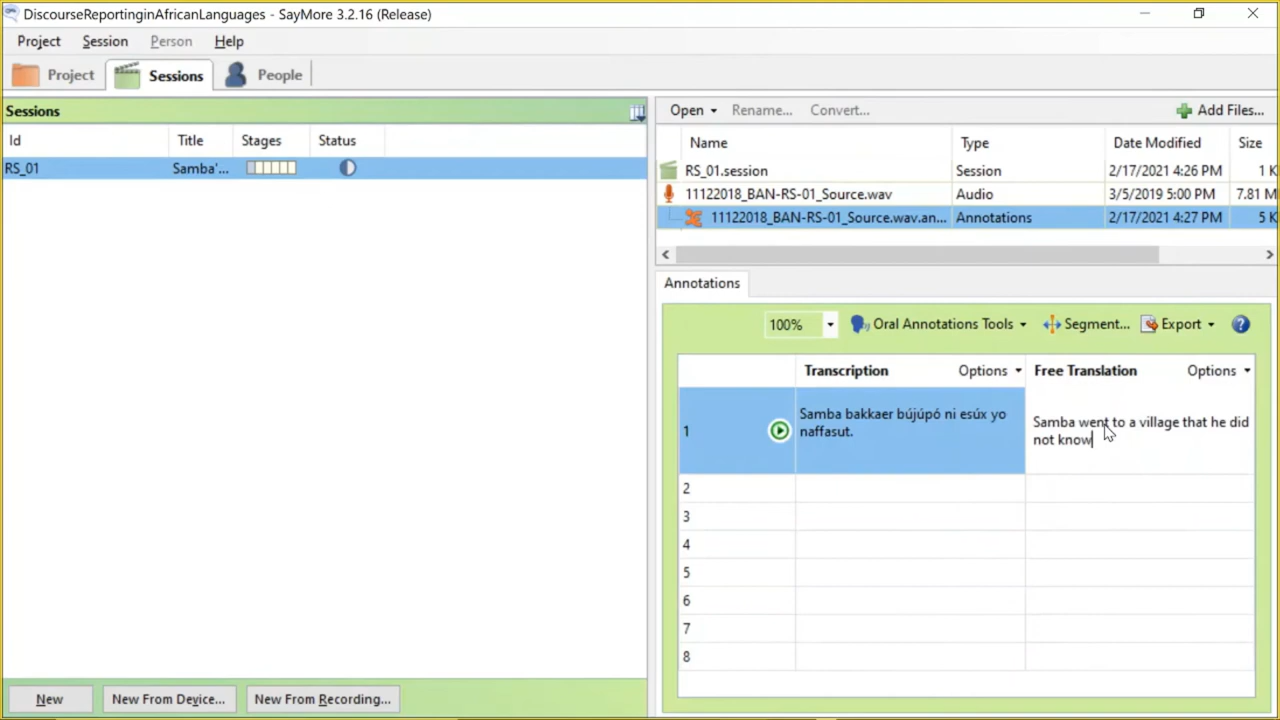 DiscourseReportinginAfricanLanguages - SayMore 3.2.16 (Release)
Project Session Person Help
Project Sessions People
Sessions
Id Title Stages Status
RS_01 Samba'...
New New From Device... New From Recording...
Open Rename... Convert... Add Files...
Name Type Date Modified Size
RS_01.session Session 2/17/2021 4:26 PM 1 K
11122018_BAN-RS-01_Source.wav Audio 3/5/2019 5:00 PM 7.81 M
11122018_BAN-RS-01_Source.wav.an... Annotations 2/17/2021 4:27 PM 5 K
Annotations
100% Oral Annotations Tools Segment... Export ?
Transcription Options Free Translation Options
1
Samba bakkaer bújúpó ni esúx yo
naffasut.
Samba went to a village that he did
not know
2
3
4
5
6
7
8